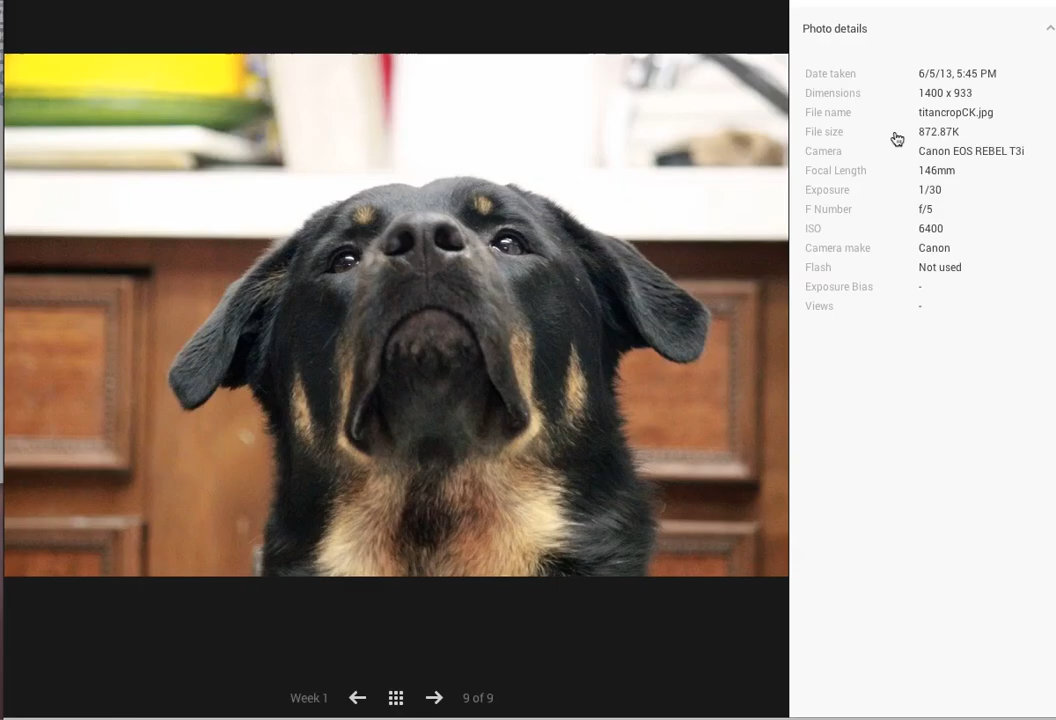 Photo details
Date taken 6/5/13, 5:45 PM
Dimensions 1400 x 933
File name titancropCK.jpg
File size 872.87K
Camera Canon EOS REBEL T3i
Focal Length 146mm
Exposure 1/30
F Number f/5
ISO 6400
Camera make Canon
Flash Not used
Exposure Bias -
Views -
Week 1 9 of 9